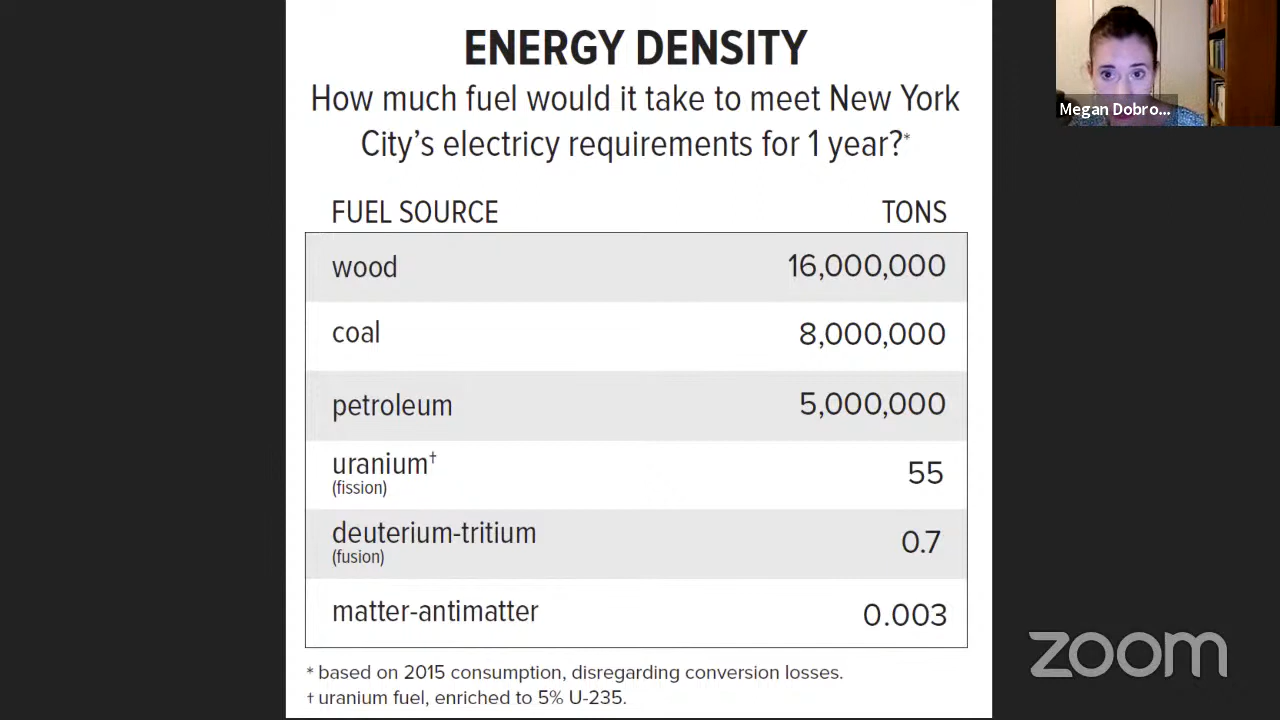 ENERGY DENSITY
How much fuel would it take to meet New York
City's electricy requirements for 1 year?*
FUEL SOURCE TONS
wood 16,000,000
coal 8,000,000
petroleum 5,000,000
uranium† 55
(fission)
deuterium-tritium 0.7
(fusion)
matter-antimatter 0.003
* based on 2015 consumption, disregarding conversion losses.
† uranium fuel, enriched to 5% U-235.
Megan Dobro...
zoom